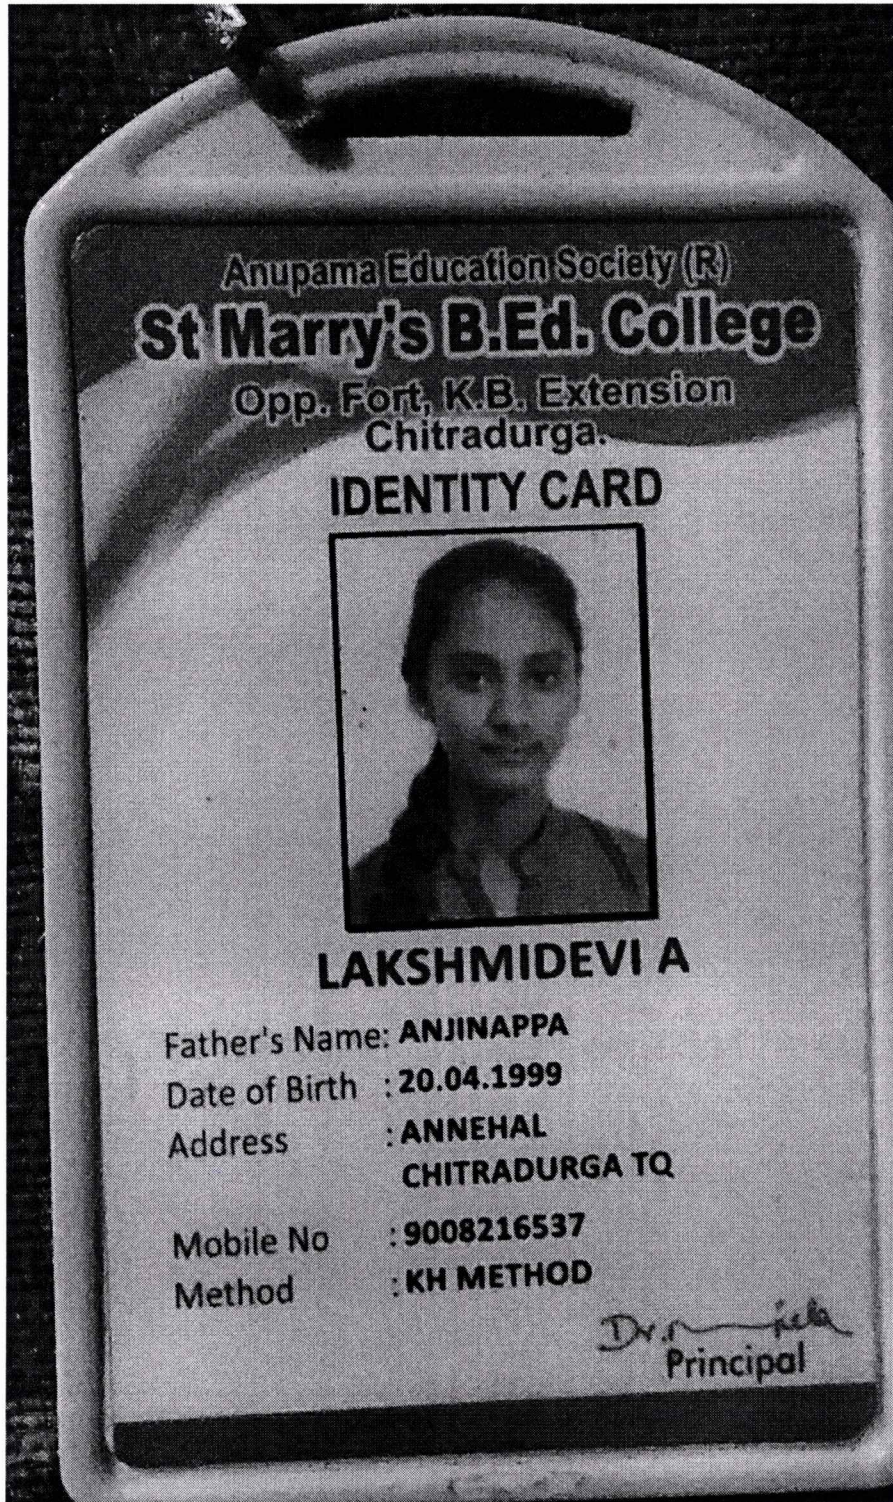 Anupama Education Society (R)
St Marry's B.Ed. College
Opp. Fort, K.B. Extension
Chitradurga.
IDENTITY CARD
LAKSHMIDEVI A
Father's Name: ANJINAPPA
Date of Birth : 20.04.1999
Address : ANNEHAL
CHITRADURGA TQ
Mobile No : 9008216537
Method : KH METHOD
Dr.
Principal